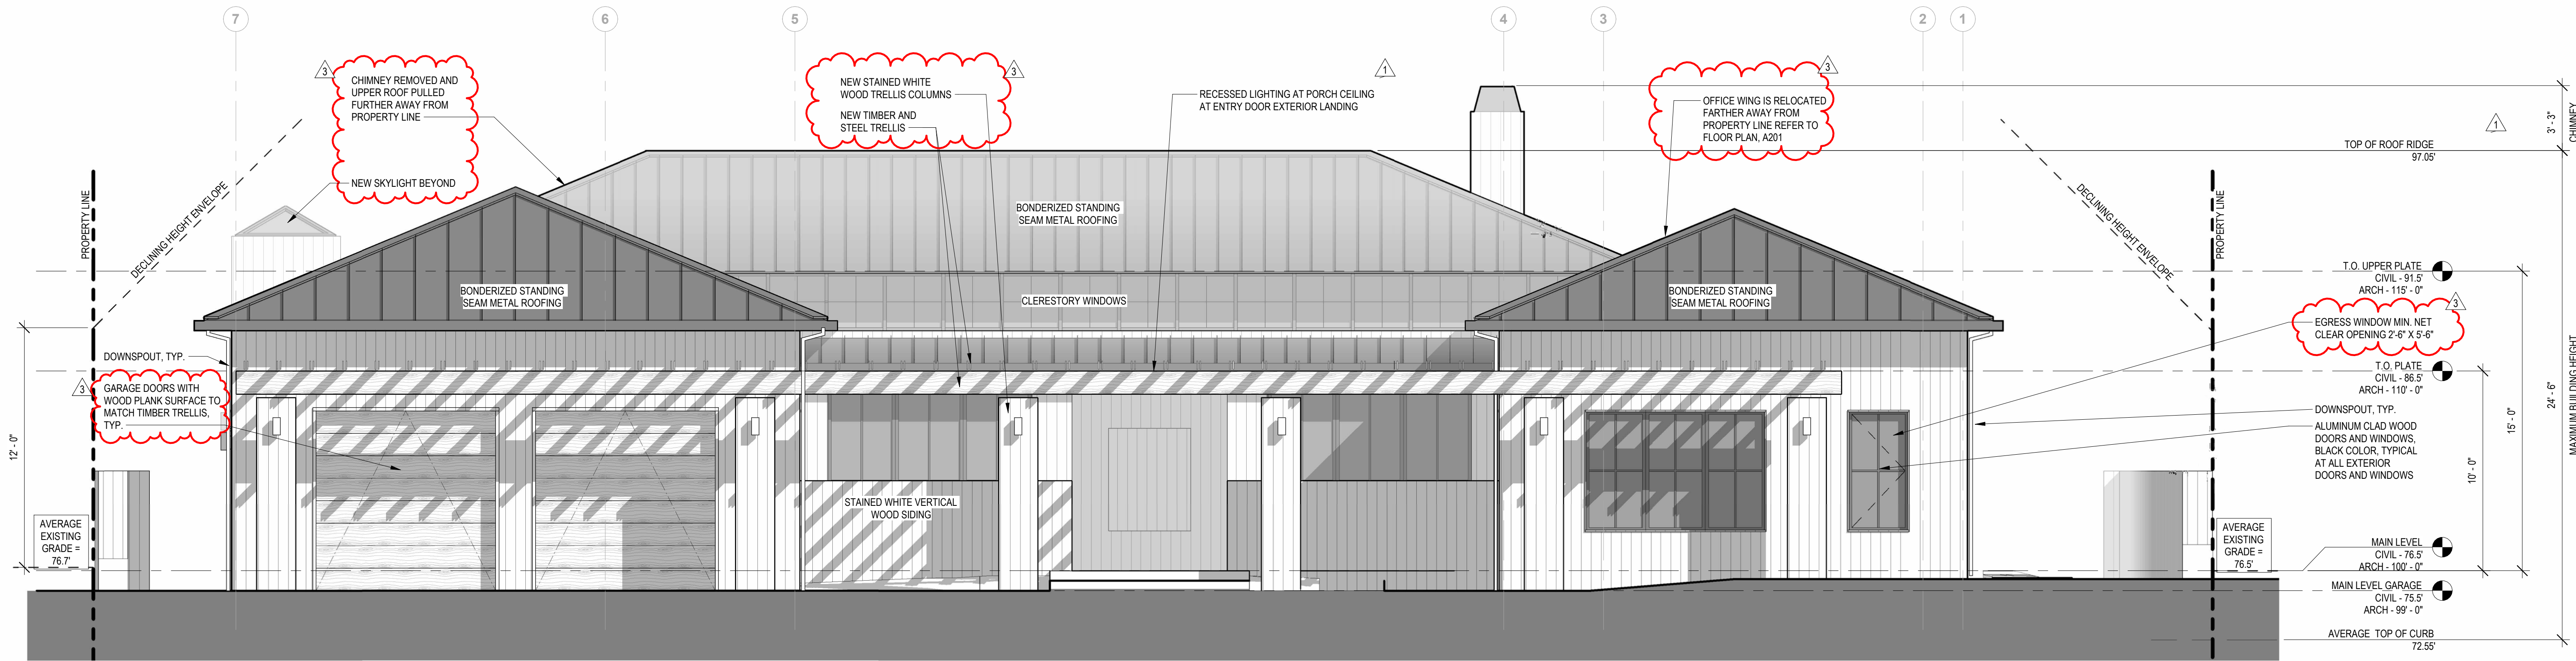 7
6
5
4
3
2
1
3
CHIMNEY REMOVED AND
UPPER ROOF PULLED
FURTHER AWAY FROM
PROPERTY LINE
NEW SKYLIGHT BEYOND
3
NEW STAINED WHITE
WOOD TRELLIS COLUMNS
NEW TIMBER AND
STEEL TRELLIS
1
RECESSED LIGHTING AT PORCH CEILING
AT ENTRY DOOR EXTERIOR LANDING
3
OFFICE WING IS RELOCATED
FARTHER AWAY FROM
PROPERTY LINE REFER TO
FLOOR PLAN, A201
3' - 3"
CHIMNEY
1
TOP OF ROOF RIDGE
97.05'
PROPERTY LINE
DECLINING HEIGHT ENVELOPE
BONDERIZED STANDING
SEAM METAL ROOFING
DECLINING HEIGHT ENVELOPE
PROPERTY LINE
T.O. UPPER PLATE
CIVIL - 91.5'
ARCH - 115' - 0"
BONDERIZED STANDING
SEAM METAL ROOFING
CLERESTORY WINDOWS
BONDERIZED STANDING
SEAM METAL ROOFING
3
EGRESS WINDOW MIN. NET
CLEAR OPENING 2'-6" X 5'-6"
DOWNSPOUT, TYP.
3
GARAGE DOORS WITH
WOOD PLANK SURFACE TO
MATCH TIMBER TRELLIS,
TYP.
12' - 0"
T.O. PLATE
CIVIL - 86.5'
ARCH - 110' - 0"
DOWNSPOUT, TYP.
ALUMINUM CLAD WOOD
DOORS AND WINDOWS,
BLACK COLOR, TYPICAL
AT ALL EXTERIOR
DOORS AND WINDOWS
10' - 0"
15' - 0"
24' - 6"
MAXIMUM BUILDING HEIGHT
STAINED WHITE VERTICAL
WOOD SIDING
AVERAGE
EXISTING
GRADE =
76.7'
AVERAGE
EXISTING
GRADE =
76.5'
MAIN LEVEL
CIVIL - 76.5'
ARCH - 100' - 0"
MAIN LEVEL GARAGE
CIVIL - 75.5'
ARCH - 99' - 0"
AVERAGE TOP OF CURB
72.55'